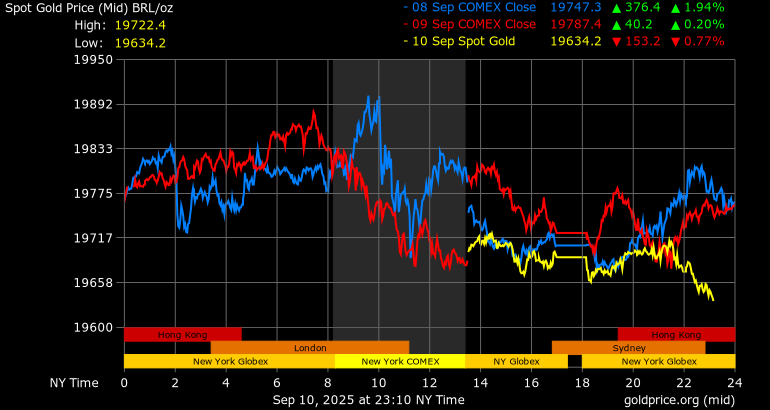 Spot Gold Price (Mid) BRL/oz
High: 19722.4
Low: 19634.2
- 08 Sep COMEX Close 19747.3 ▲ 376.4 ▲ 1.94%
- 09 Sep COMEX Close 19787.4 ▲ 40.2 ▲ 0.20%
- 10 Sep Spot Gold 19634.2 ▼ 153.2 ▼ 0.77%
19950
19892
19833
19775
19717
19658
19600
Hong Kong Hong Kong
London Sydney
New York Globex New York COMEX NY Globex New York Globex
NY Time 0 2 4 6 8 10 12 14 16 18 20 22 24
Sep 10, 2025 at 23:10 NY Time goldprice.org (mid)